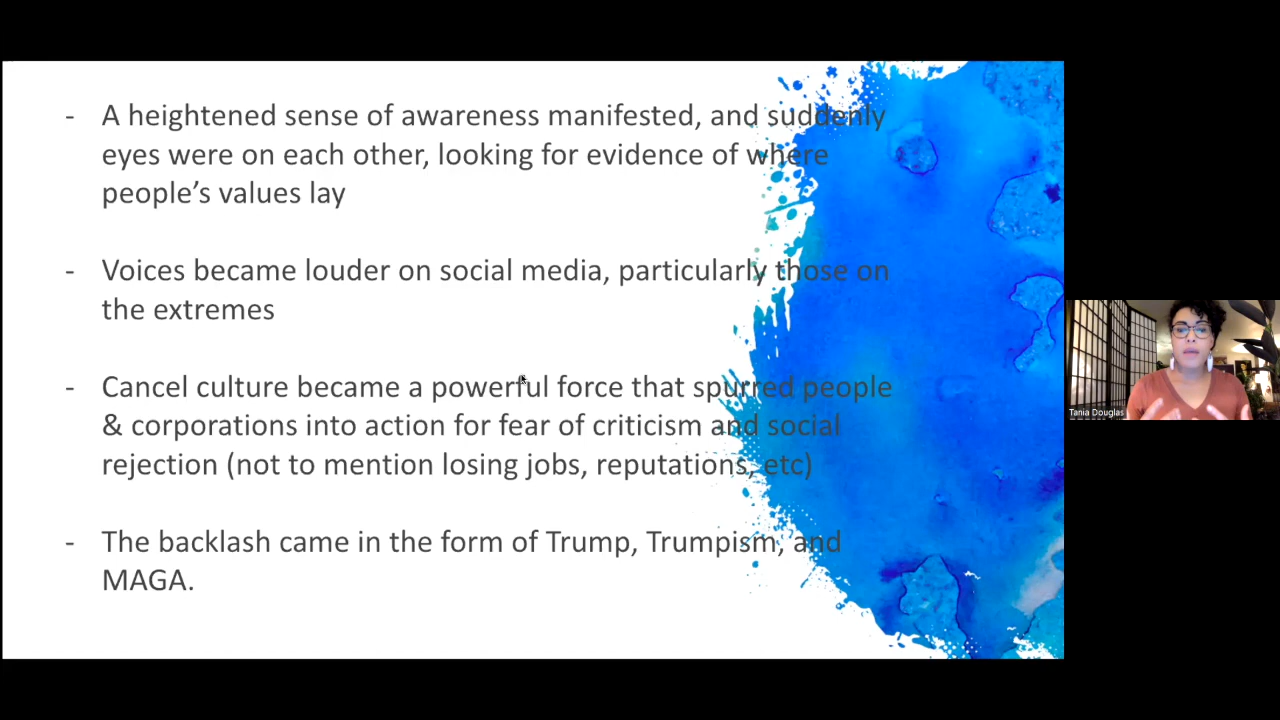 - A heightened sense of awareness manifested, and suddenly
eyes were on each other, looking for evidence of where
people’s values lay
- Voices became louder on social media, particularly those on
the extremes
- Cancel culture became a powerful force that spurred people
& corporations into action for fear of criticism and social
rejection (not to mention losing jobs, reputations, etc)
- The backlash came in the form of Trump, Trumpism, and
MAGA.
Tania Douglas